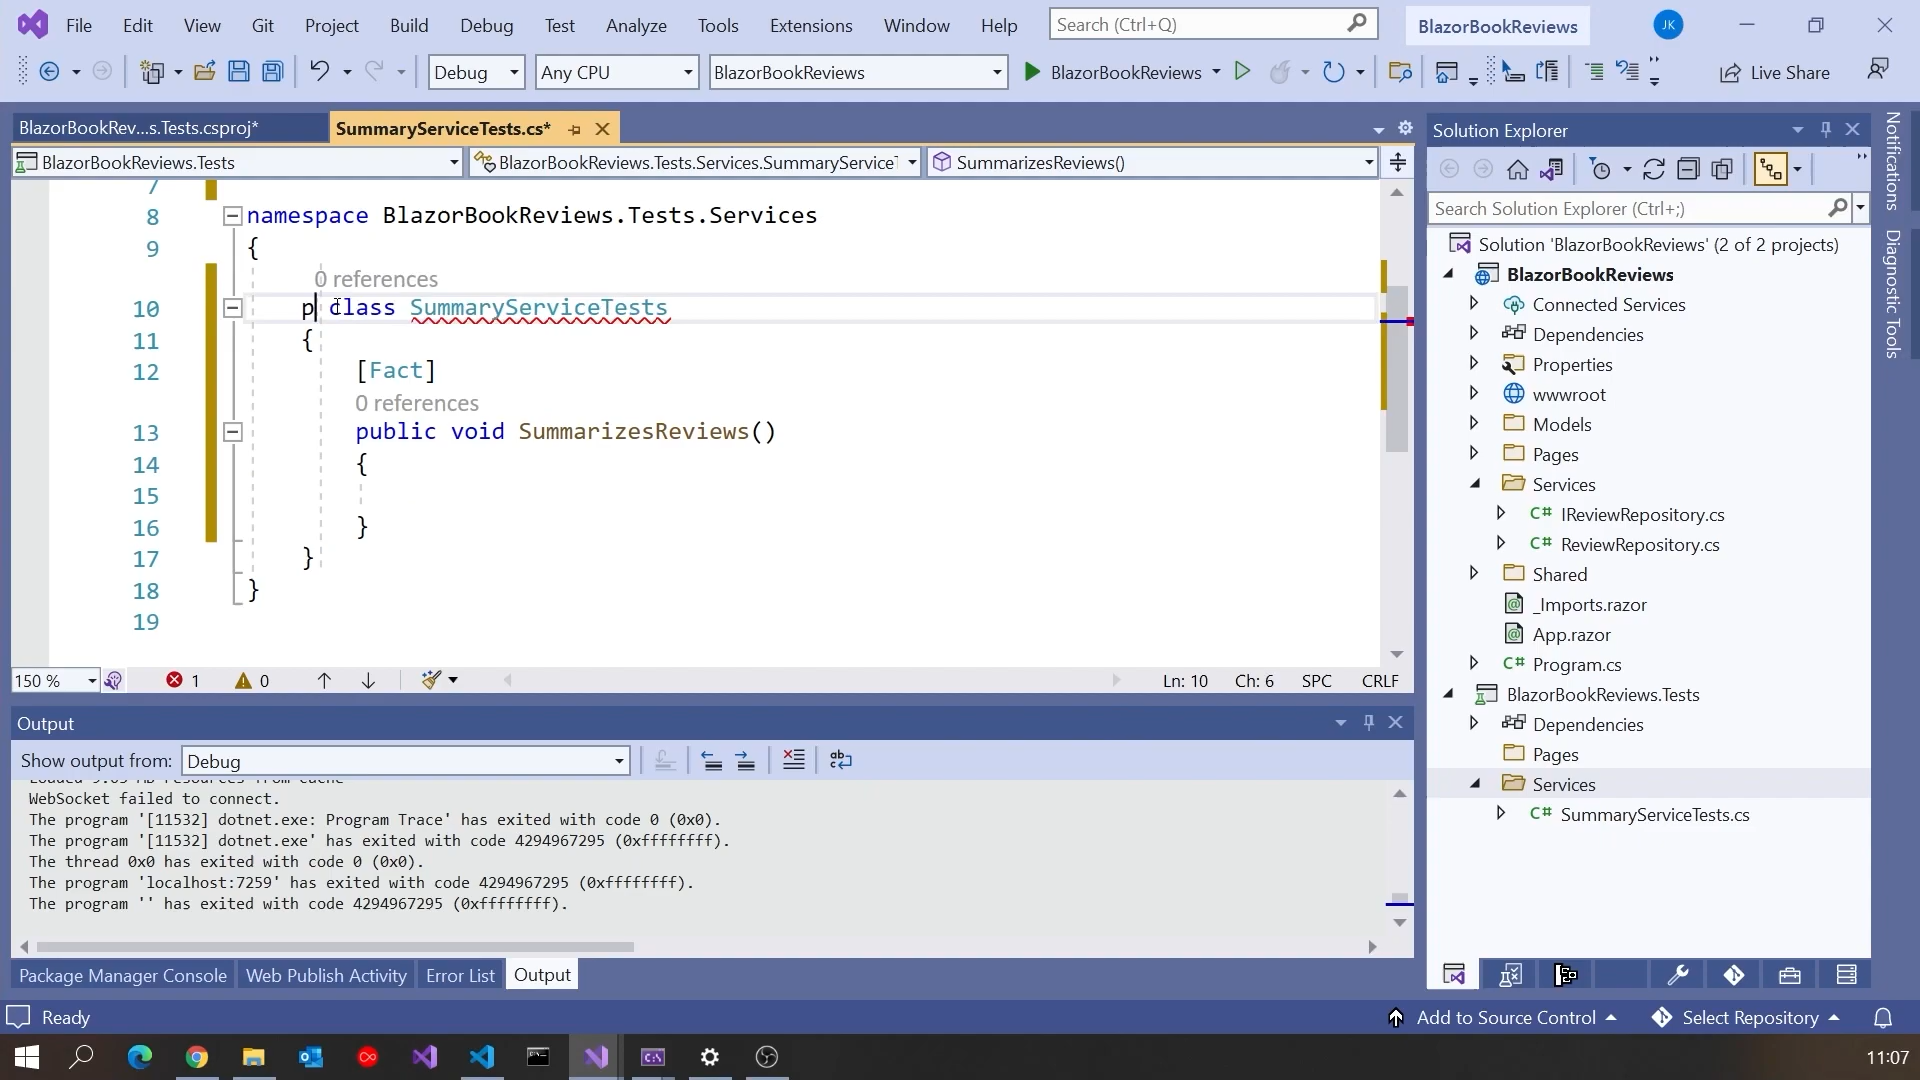 File Edit View Git Project Build Debug Test Analyze Tools Extensions Window Help Search (Ctrl+Q) BlazorBookReviews JK
Debug Any CPU BlazorBookReviews BlazorBookReviews Live Share
BlazorBookRev...s.Tests.csproj* SummaryServiceTests.cs*
BlazorBookReviews.Tests BlazorBookReviews.Tests.Services.SummaryService SummarizesReviews()
7
8 namespace BlazorBookReviews.Tests.Services
9 {
0 references
10 p class SummaryServiceTests
11 {
12 [Fact]
0 references
13 public void SummarizesReviews()
14 {
15
16 }
17 }
18 }
19
150 % 1 0 Ln: 10 Ch: 6 SPC CRLF
Output
Show output from: Debug
WebSocket failed to connect.
The program '[11532] dotnet.exe: Program Trace' has exited with code 0 (0x0).
The program '[11532] dotnet.exe' has exited with code 4294967295 (0xffffffff).
The thread 0x0 has exited with code 0 (0x0).
The program 'localhost:7259' has exited with code 4294967295 (0xffffffff).
The program '' has exited with code 4294967295 (0xffffffff).
Package Manager Console Web Publish Activity Error List Output
Solution Explorer
Search Solution Explorer (Ctrl+;)
Solution 'BlazorBookReviews' (2 of 2 projects)
BlazorBookReviews
Connected Services
Dependencies
Properties
wwwroot
Models
Pages
Services
C# IReviewRepository.cs
C# ReviewRepository.cs
Shared
_Imports.razor
App.razor
C# Program.cs
BlazorBookReviews.Tests
Dependencies
Pages
Services
C# SummaryServiceTests.cs
Notifications
Diagnostic Tools
Ready Add to Source Control Select Repository
11:07